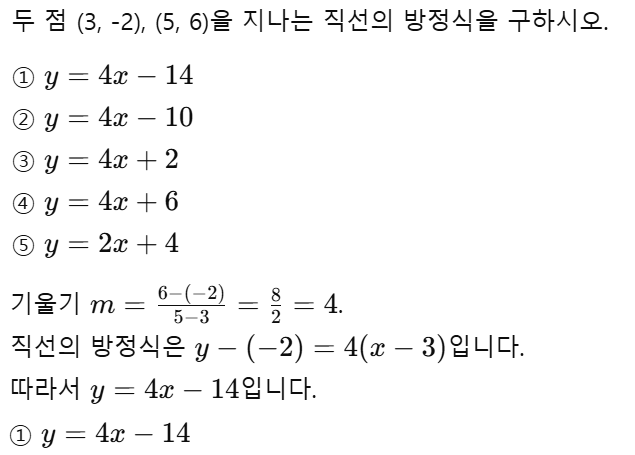 두 점 (3, -2), (5, 6)을 지나는 직선의 방정식을 구하시오.
① $y = 4x - 14$
② $y = 4x - 10$
③ $y = 4x + 2$
④ $y = 4x + 6$
⑤ $y = 2x + 4$
기울기 $m = \frac{6-(-2)}{5-3} = \frac{8}{2} = 4$.
직선의 방정식은 $y - (-2) = 4(x - 3)$입니다.
따라서 $y = 4x - 14$입니다.
① $y = 4x - 14$